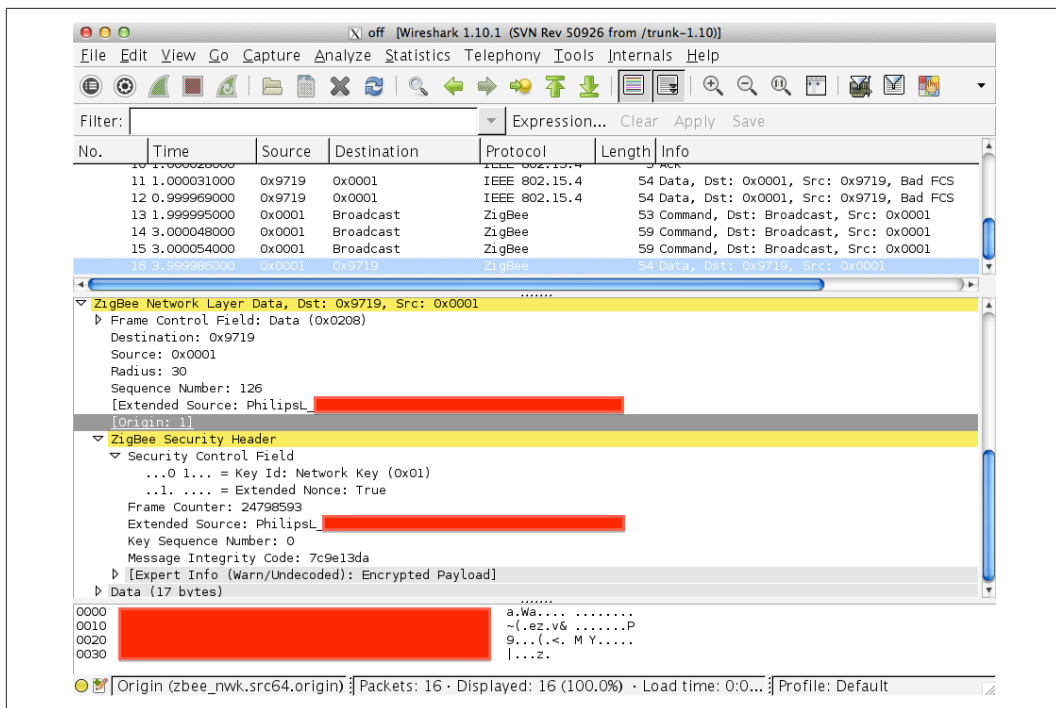 off [Wireshark 1.10.1 (SVN Rev 50926 from /trunk-1.10)]
File Edit View Go Capture Analyze Statistics Telephony Tools Internals Help
Filter: Expression... Clear Apply Save
No. Time Source Destination Protocol Length Info
10 1.000028000 IEEE 802.15.4 5 Ack
11 1.000031000 0x9719 0x0001 IEEE 802.15.4 54 Data, Dst: 0x0001, Src: 0x9719, Bad FCS
12 0.999969000 0x9719 0x0001 IEEE 802.15.4 54 Data, Dst: 0x0001, Src: 0x9719, Bad FCS
13 1.999995000 0x0001 Broadcast ZigBee 53 Command, Dst: Broadcast, Src: 0x0001
14 3.000048000 0x0001 Broadcast ZigBee 59 Command, Dst: Broadcast, Src: 0x0001
15 3.000054000 0x0001 Broadcast ZigBee 59 Command, Dst: Broadcast, Src: 0x0001
16 3.999986000 0x0001 0x9719 ZigBee 54 Data, Dst: 0x9719, Src: 0x0001
ZigBee Network Layer Data, Dst: 0x9719, Src: 0x0001
Frame Control Field: Data (0x0208)
Destination: 0x9719
Source: 0x0001
Radius: 30
Sequence Number: 126
[Extended Source: PhilipsL_
[Origin: 1]
ZigBee Security Header
Security Control Field
...0 1... = Key Id: Network Key (0x01)
..1. .... = Extended Nonce: True
Frame Counter: 24798593
Extended Source: PhilipsL_
Key Sequence Number: 0
Message Integrity Code: 7c9e13da
[Expert Info (Warn/Undecoded): Encrypted Payload]
Data (17 bytes)
0000 a.Wa.... ........
0010 ~(.ez.v& .......P
0020 9...(.<. M Y.....
0030 |...z.
Origin (zbee_nwk.src64.origin) Packets: 16 · Displayed: 16 (100.0%) · Load time: 0:0... Profile: Default